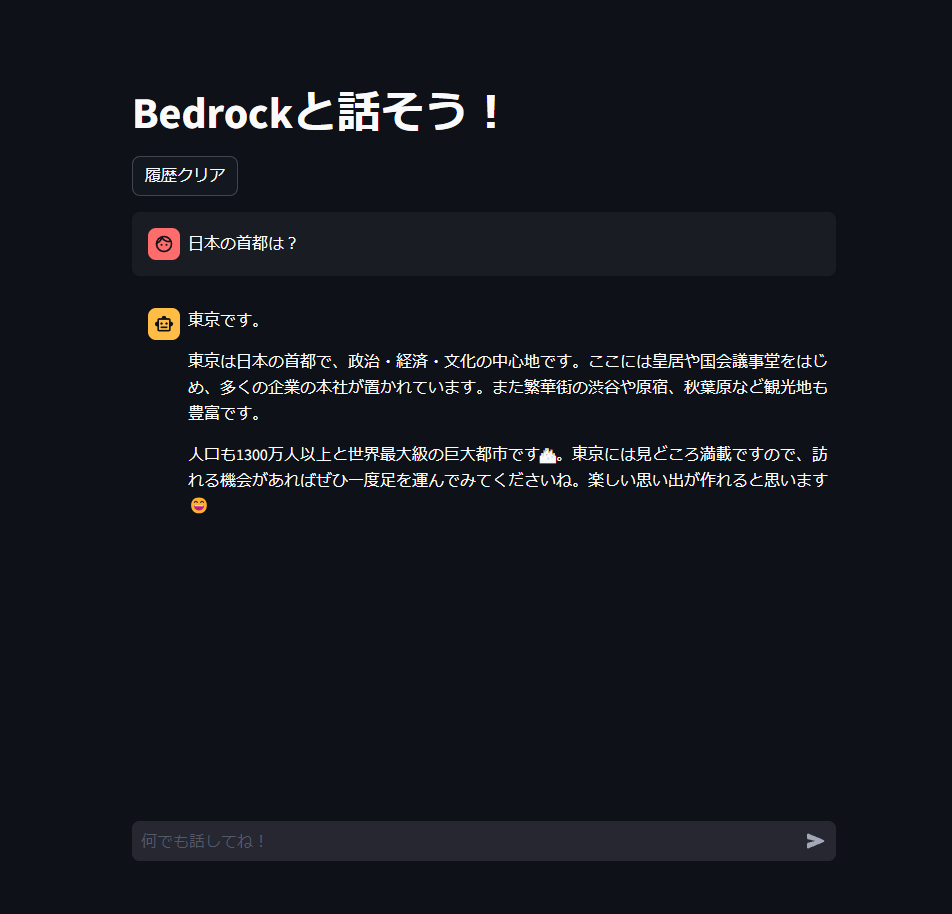 Bedrockと話そう！
履歴クリア
日本の首都は？
東京です。
東京は日本の首都で、政治・経済・文化の中心地です。ここには皇居や国会議事堂をはじ
め、多くの企業の本社が置かれています。また繁華街の渋谷や原宿、秋葉原など観光地も
豊富です。
人口も1300万人以上と世界最大級の巨大都市です🏙。東京には見どころ満載ですので、訪
れる機会があればぜひ一度足を運んでみてくださいね。楽しい思い出が作れると思います
😄
何でも話してね！